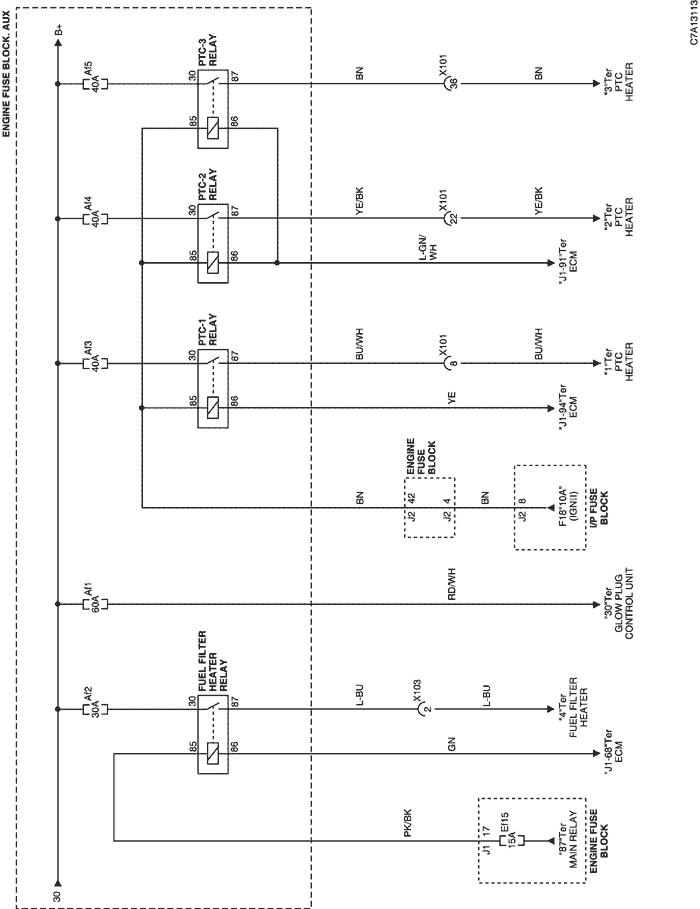 ENGINE FUSE BLOCK. AUX
C7A13113
30
B+
Af2
30A
Af1
60A
Af3
40A
Af4
40A
Af5
40A
FUEL FILTER
HEATER
RELAY
85
30
86
87
PTC-1
RELAY
85
30
86
87
PTC-2
RELAY
85
30
86
87
PTC-3
RELAY
85
30
86
87
PK/BK
GN
L-BU
X103
2
L-BU
RD/WH
BN
BN
YE
BU/WH
X101
8
BU/WH
L-GN/
WH
YE/BK
X101
22
YE/BK
BN
X101
36
BN
ENGINE
FUSE
BLOCK
J2 42
J2 4
J2 8
F18"10A"
(IGNII)
I/P FUSE
BLOCK
J1 17
Ef15
15A
"87"Ter
MAIN RELAY
ENGINE FUSE
BLOCK
"J1-68"Ter
ECM
"4"Ter
FUEL FILTER
HEATER
"30"Ter
GLOW PLUG
CONTROL UNIT
"J1-94"Ter
ECM
"1"Ter
PTC
HEATER
"J1-91"Ter
ECM
"2"Ter
PTC
HEATER
"3"Ter
PTC
HEATER